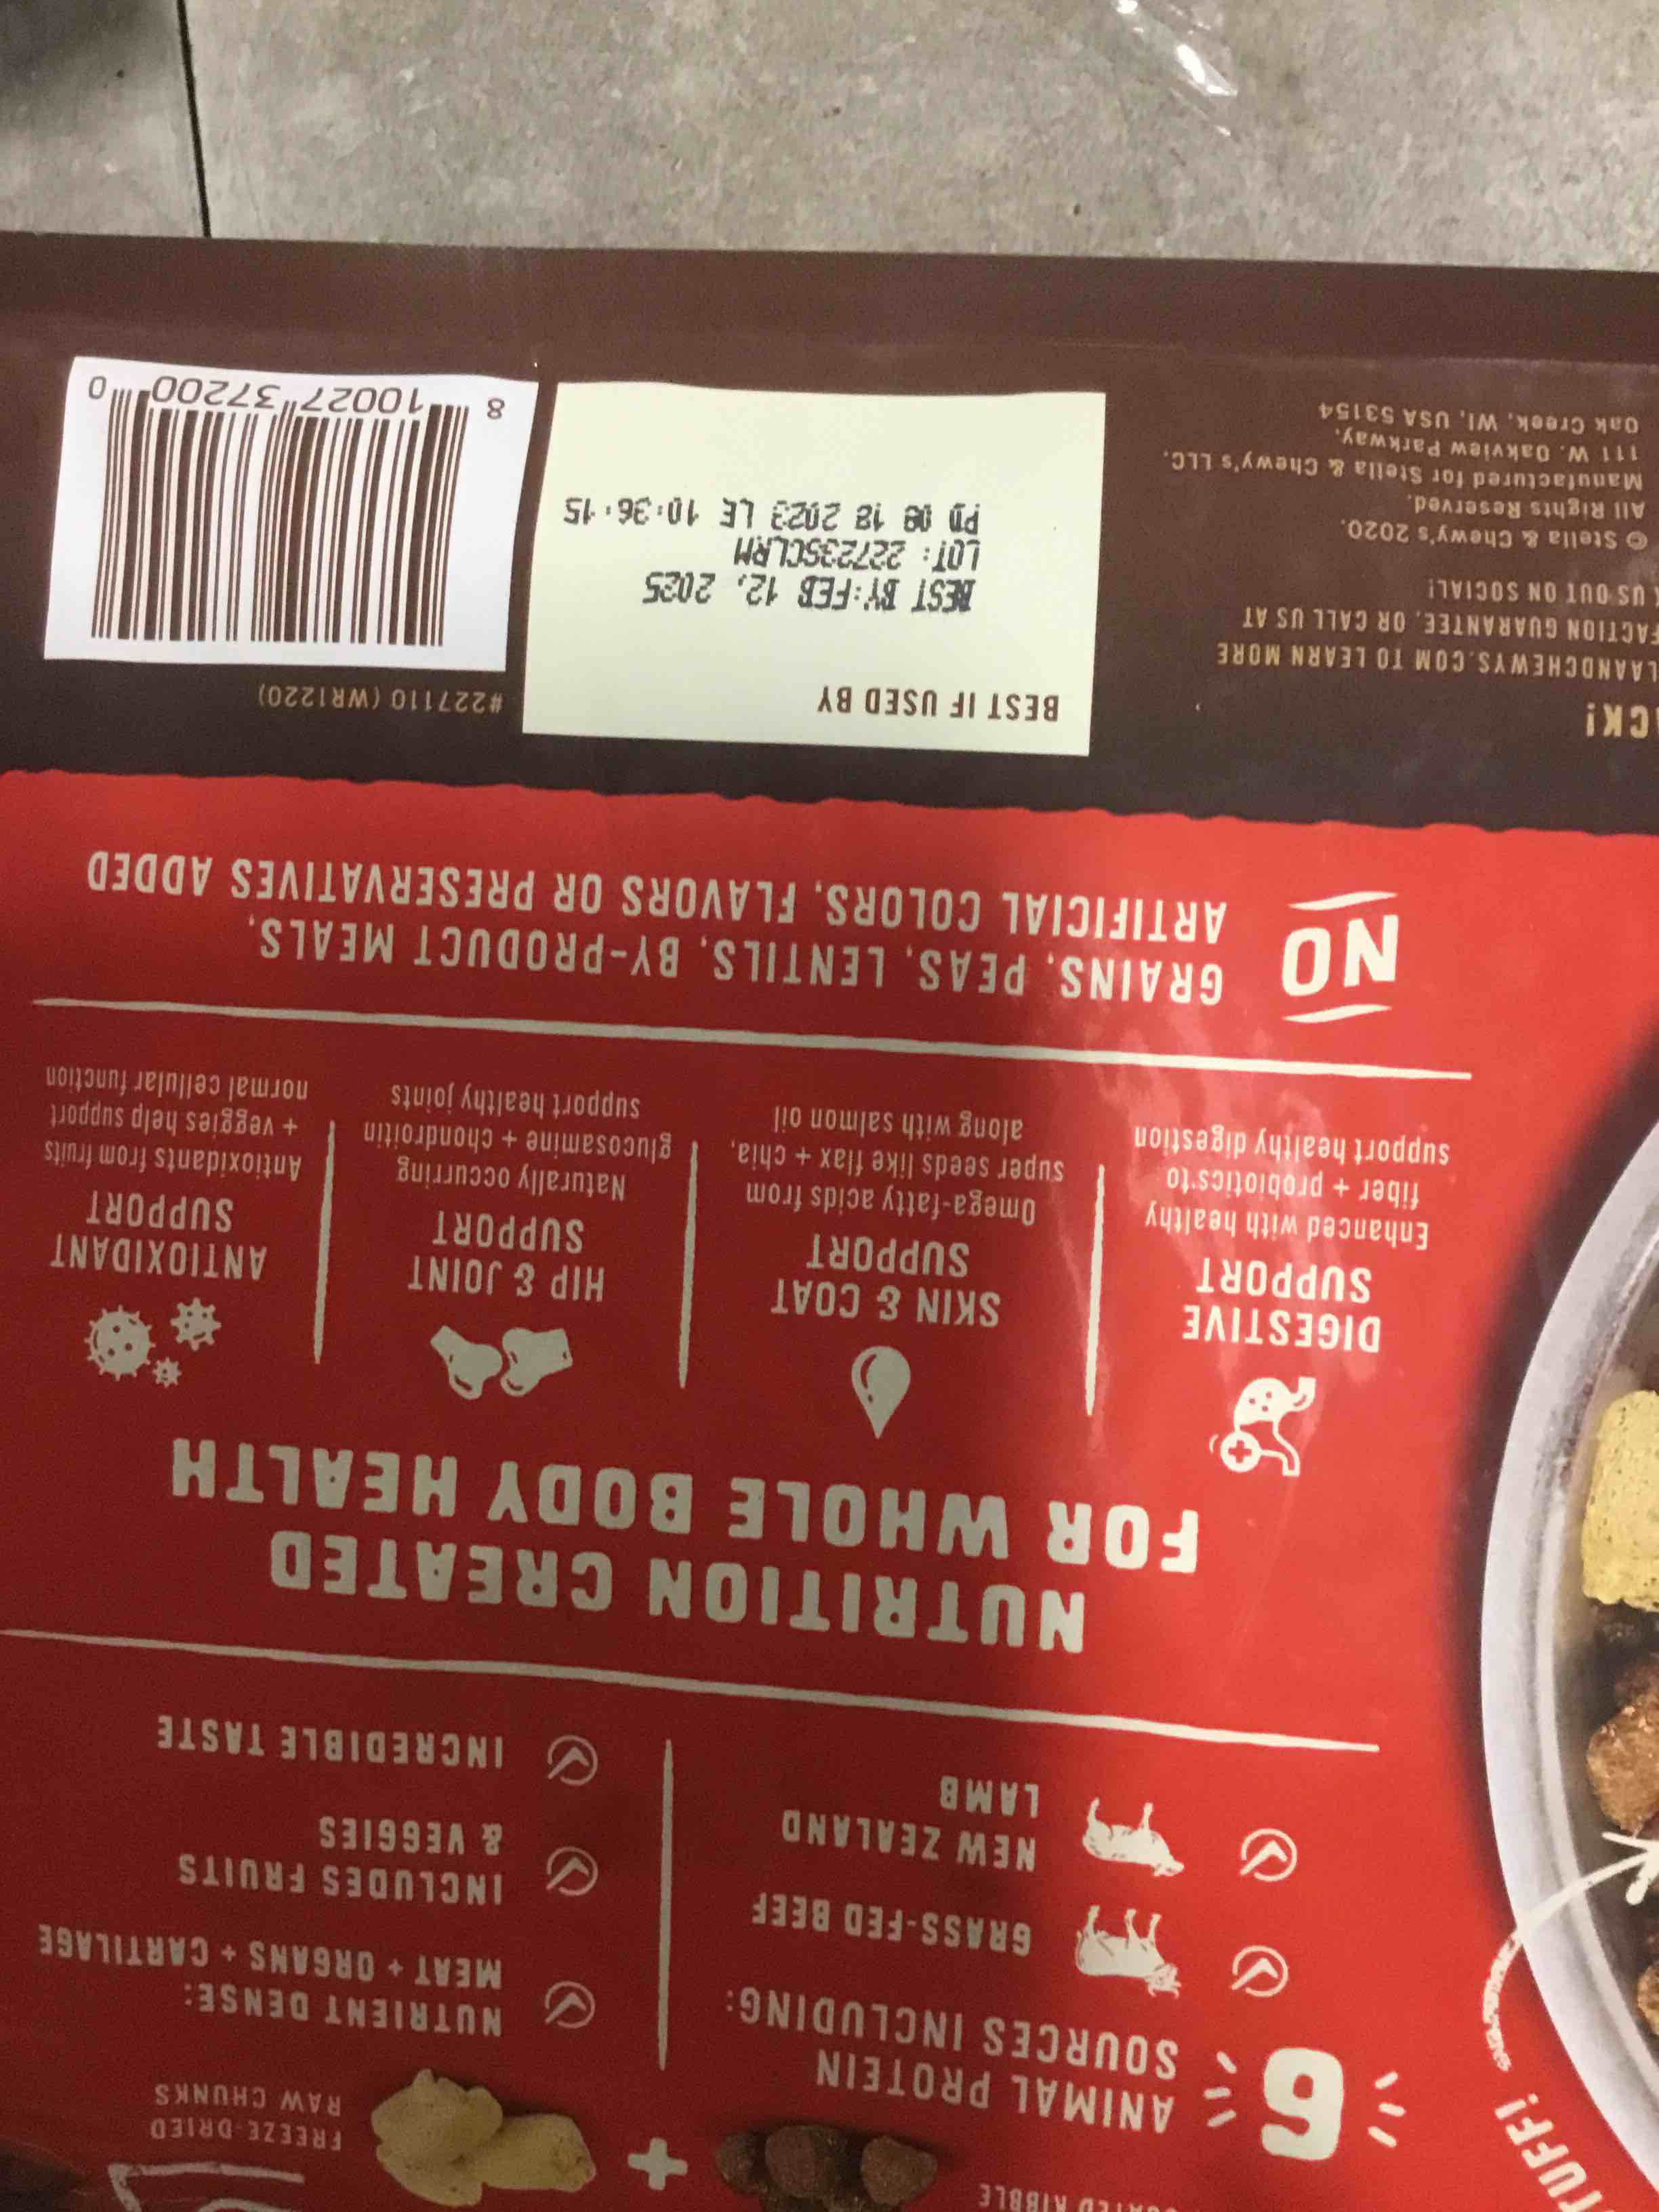 FREEZE-DRIED
RAW CHUNKS
+
KIBBLE
TUFF!
6
ANIMAL PROTEIN
SOURCES INCLUDING:
GRASS-FED BEEF
NEW ZEALAND
LAMB
NUTRIENT DENSE:
MEAT + ORGANS + CARTILAGE
INCLUDES FRUITS
& VEGGIES
INCREDIBLE TASTE
NUTRITION CREATED
FOR WHOLE BODY HEALTH
DIGESTIVE
SUPPORT
Enhanced with healthy
fiber + probiotics to
support healthy digestion
SKIN & COAT
SUPPORT
Omega-fatty acids from
super seeds like flax + chia,
along with salmon oil
HIP & JOINT
SUPPORT
Naturally occurring
glucosamine + chondroitin
support healthy joints
ANTIOXIDANT
SUPPORT
Antioxidants from fruits
+ veggies help support
normal cellular function
NO
GRAINS, PEAS, LENTILS, BY-PRODUCT MEALS,
ARTIFICIAL COLORS, FLAVORS OR PRESERVATIVES ADDED
ACK!
LAANDCHEWYS.COM TO LEARN MORE
FACTION GUARANTEE, OR CALL US AT
US OUT ON SOCIAL!
© Stella & Chewy's 2020.
All Rights Reserved.
Manufactured for Stella & Chewy's LLC.
111 W. Oakview Parkway,
Oak Creek, WI, USA 53154
BEST IF USED BY
BEST BY:FEB 12, 2025
LOT: 22723SCLRM
PD 08 18 2023 LE 10:36:15
#227110 (WR1220)
8 10027 37200 0